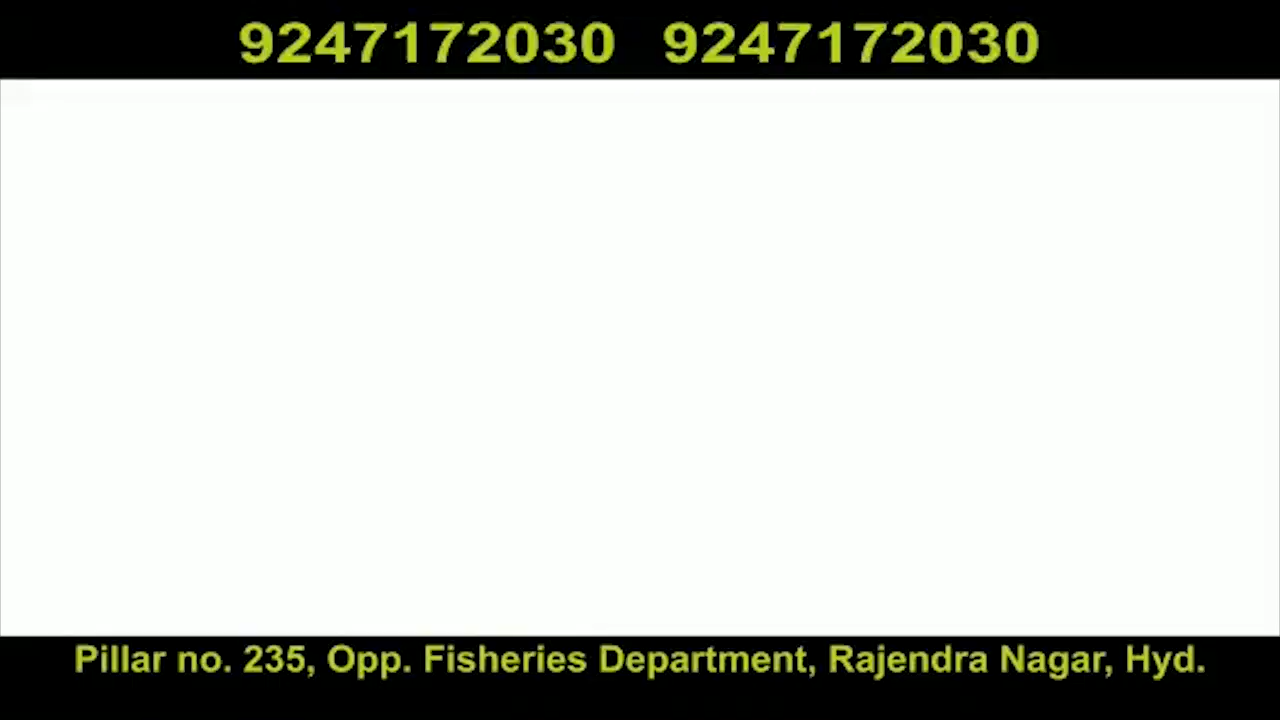 9247172030 9247172030
Pillar no. 235, Opp. Fisheries Department, Rajendra Nagar, Hyd.